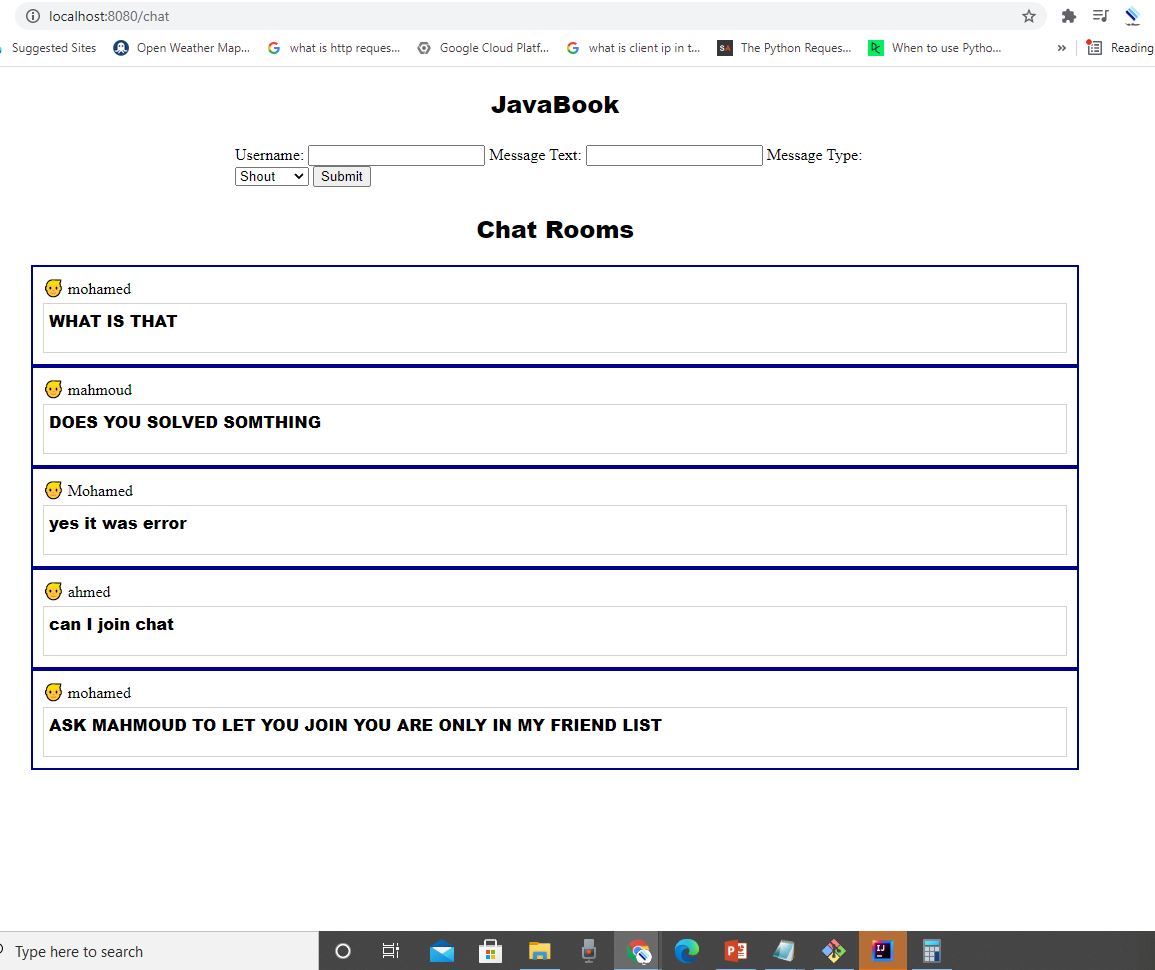 localhost:8080/chat
Suggested Sites Open Weather Map... what is http reques... Google Cloud Platf... what is client ip in t... SA The Python Reques... When to use Pytho... » Reading
JavaBook
Username: Message Text: Message Type:
Shout Submit
Chat Rooms
mohamed
WHAT IS THAT
mahmoud
DOES YOU SOLVED SOMTHING
Mohamed
yes it was error
ahmed
can I join chat
mohamed
ASK MAHMOUD TO LET YOU JOIN YOU ARE ONLY IN MY FRIEND LIST
Type here to search